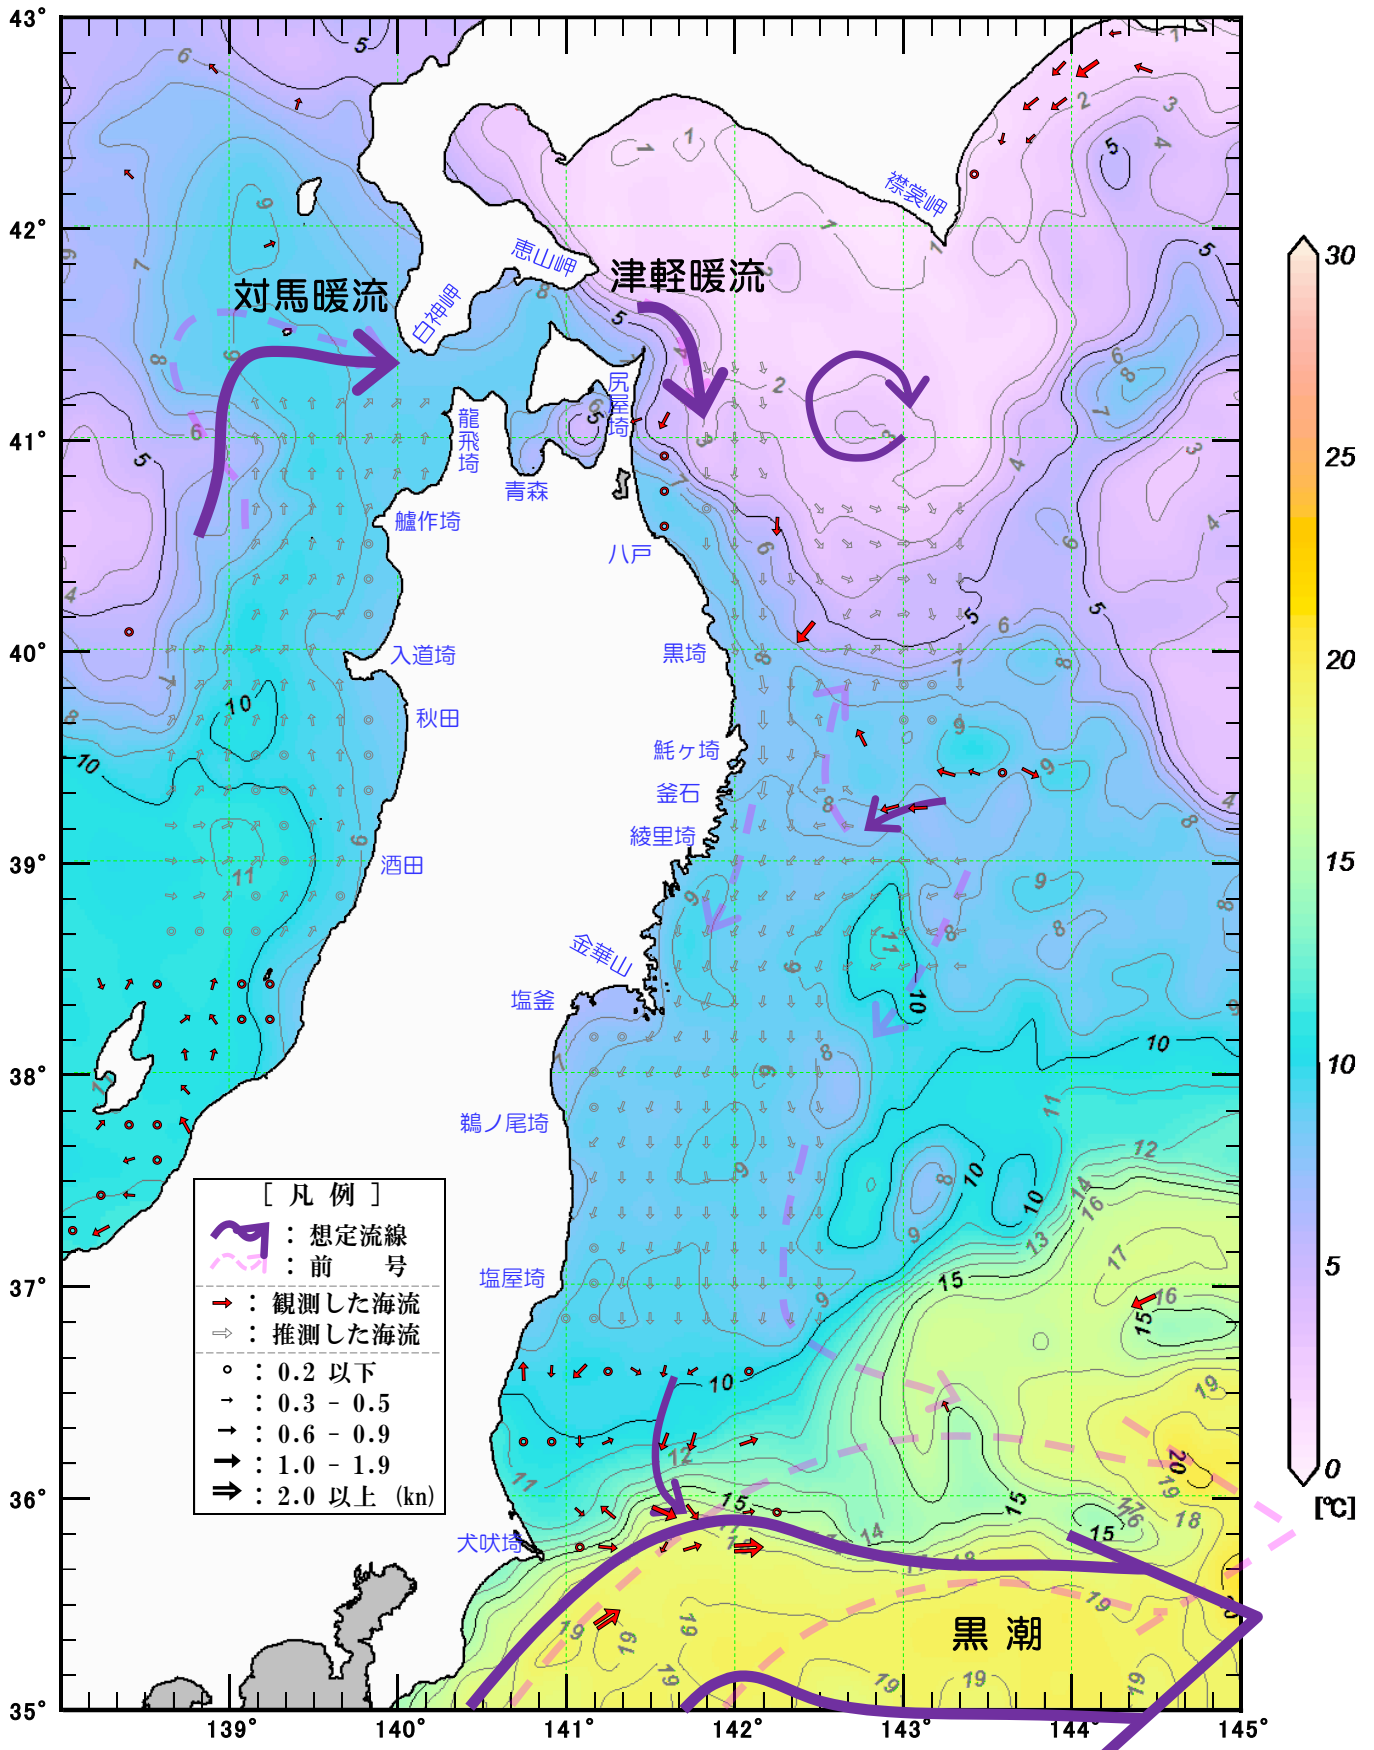 43°
42°
41°
40°
39°
38°
37°
36°
35°
139°
140°
141°
142°
143°
144°
145°
対馬暖流
津軽暖流
黒 潮
襟裳岬
恵山岬
白神岬
尻屋埼
龍飛埼
青森
艫作埼
八戸
入道埼
黒埼
秋田
魹ヶ埼
釜石
綾里埼
酒田
金華山
塩釜
鵜ノ尾埼
塩屋埼
犬吠埼
[ 凡 例 ]
: 想定流線
: 前 号
: 観測した海流
: 推測した海流
: 0.2 以下
: 0.3 - 0.5
: 0.6 - 0.9
: 1.0 - 1.9
: 2.0 以上 (kn)
30
25
20
15
10
5
0
[℃]